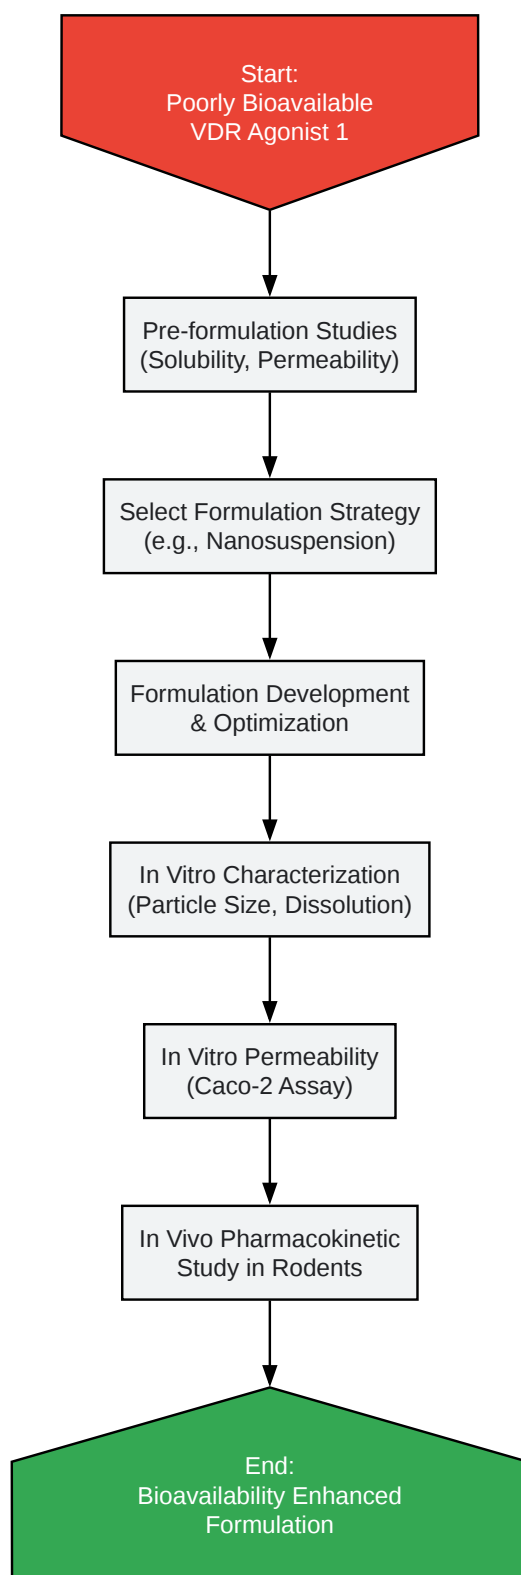 Start:
Poorly Bioavailable
VDR Agonist 1
Pre-formulation Studies
(Solubility, Permeability)
Select Formulation Strategy
(e.g., Nanosuspension)
Formulation Development
& Optimization
In Vitro Characterization
(Particle Size, Dissolution)
In Vitro Permeability
(Caco-2 Assay)
In Vivo Pharmacokinetic
Study in Rodents
End:
Bioavailability Enhanced
Formulation